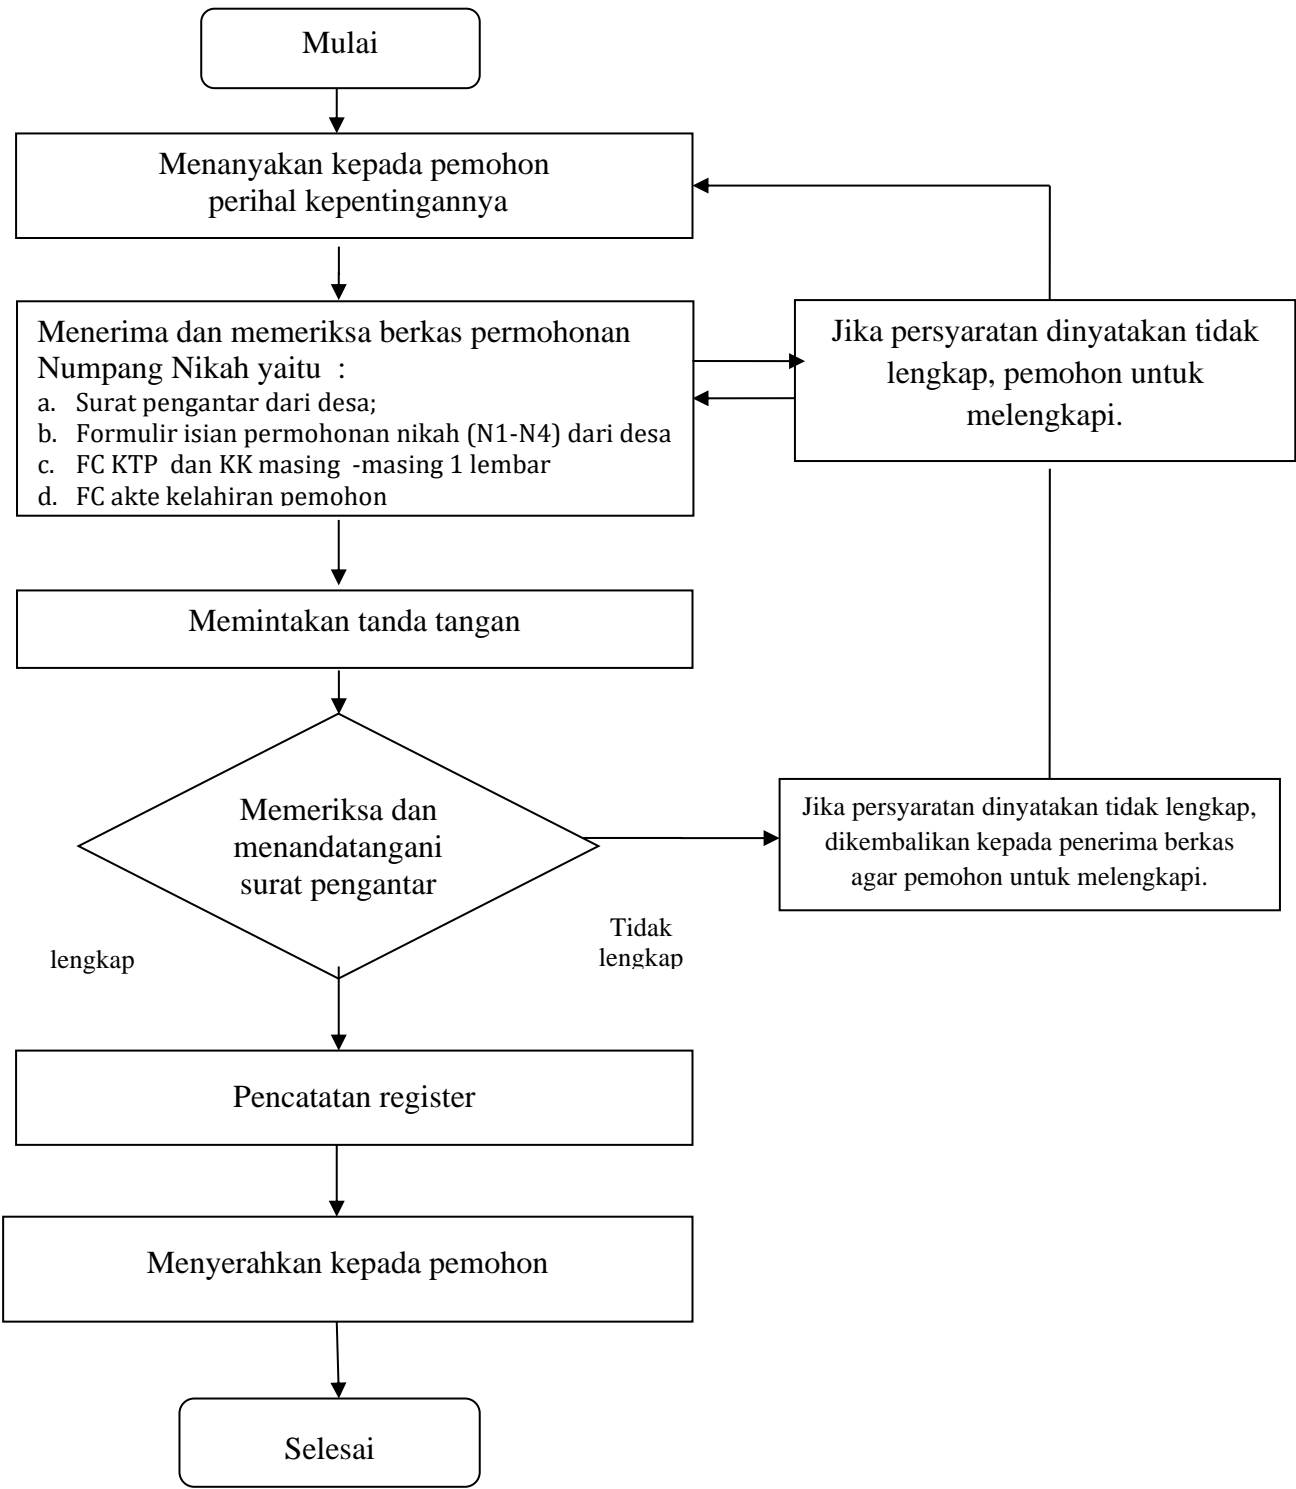 Mulai
Menanyakan kepada pemohon
perihal kepentingannya
Menerima dan memeriksa berkas permohonan
Numpang Nikah yaitu :
a. Surat pengantar dari desa;
b. Formulir isian permohonan nikah (N1-N4) dari desa
c. FC KTP dan KK masing -masing 1 lembar
d. FC akte kelahiran pemohon
Jika persyaratan dinyatakan tidak
lengkap, pemohon untuk
melengkapi.
Memintakan tanda tangan
Memeriksa dan
menandatangani
surat pengantar
Jika persyaratan dinyatakan tidak lengkap,
dikembalikan kepada penerima berkas
agar pemohon untuk melengkapi.
lengkap
Tidak
lengkap
Pencatatan register
Menyerahkan kepada pemohon
Selesai